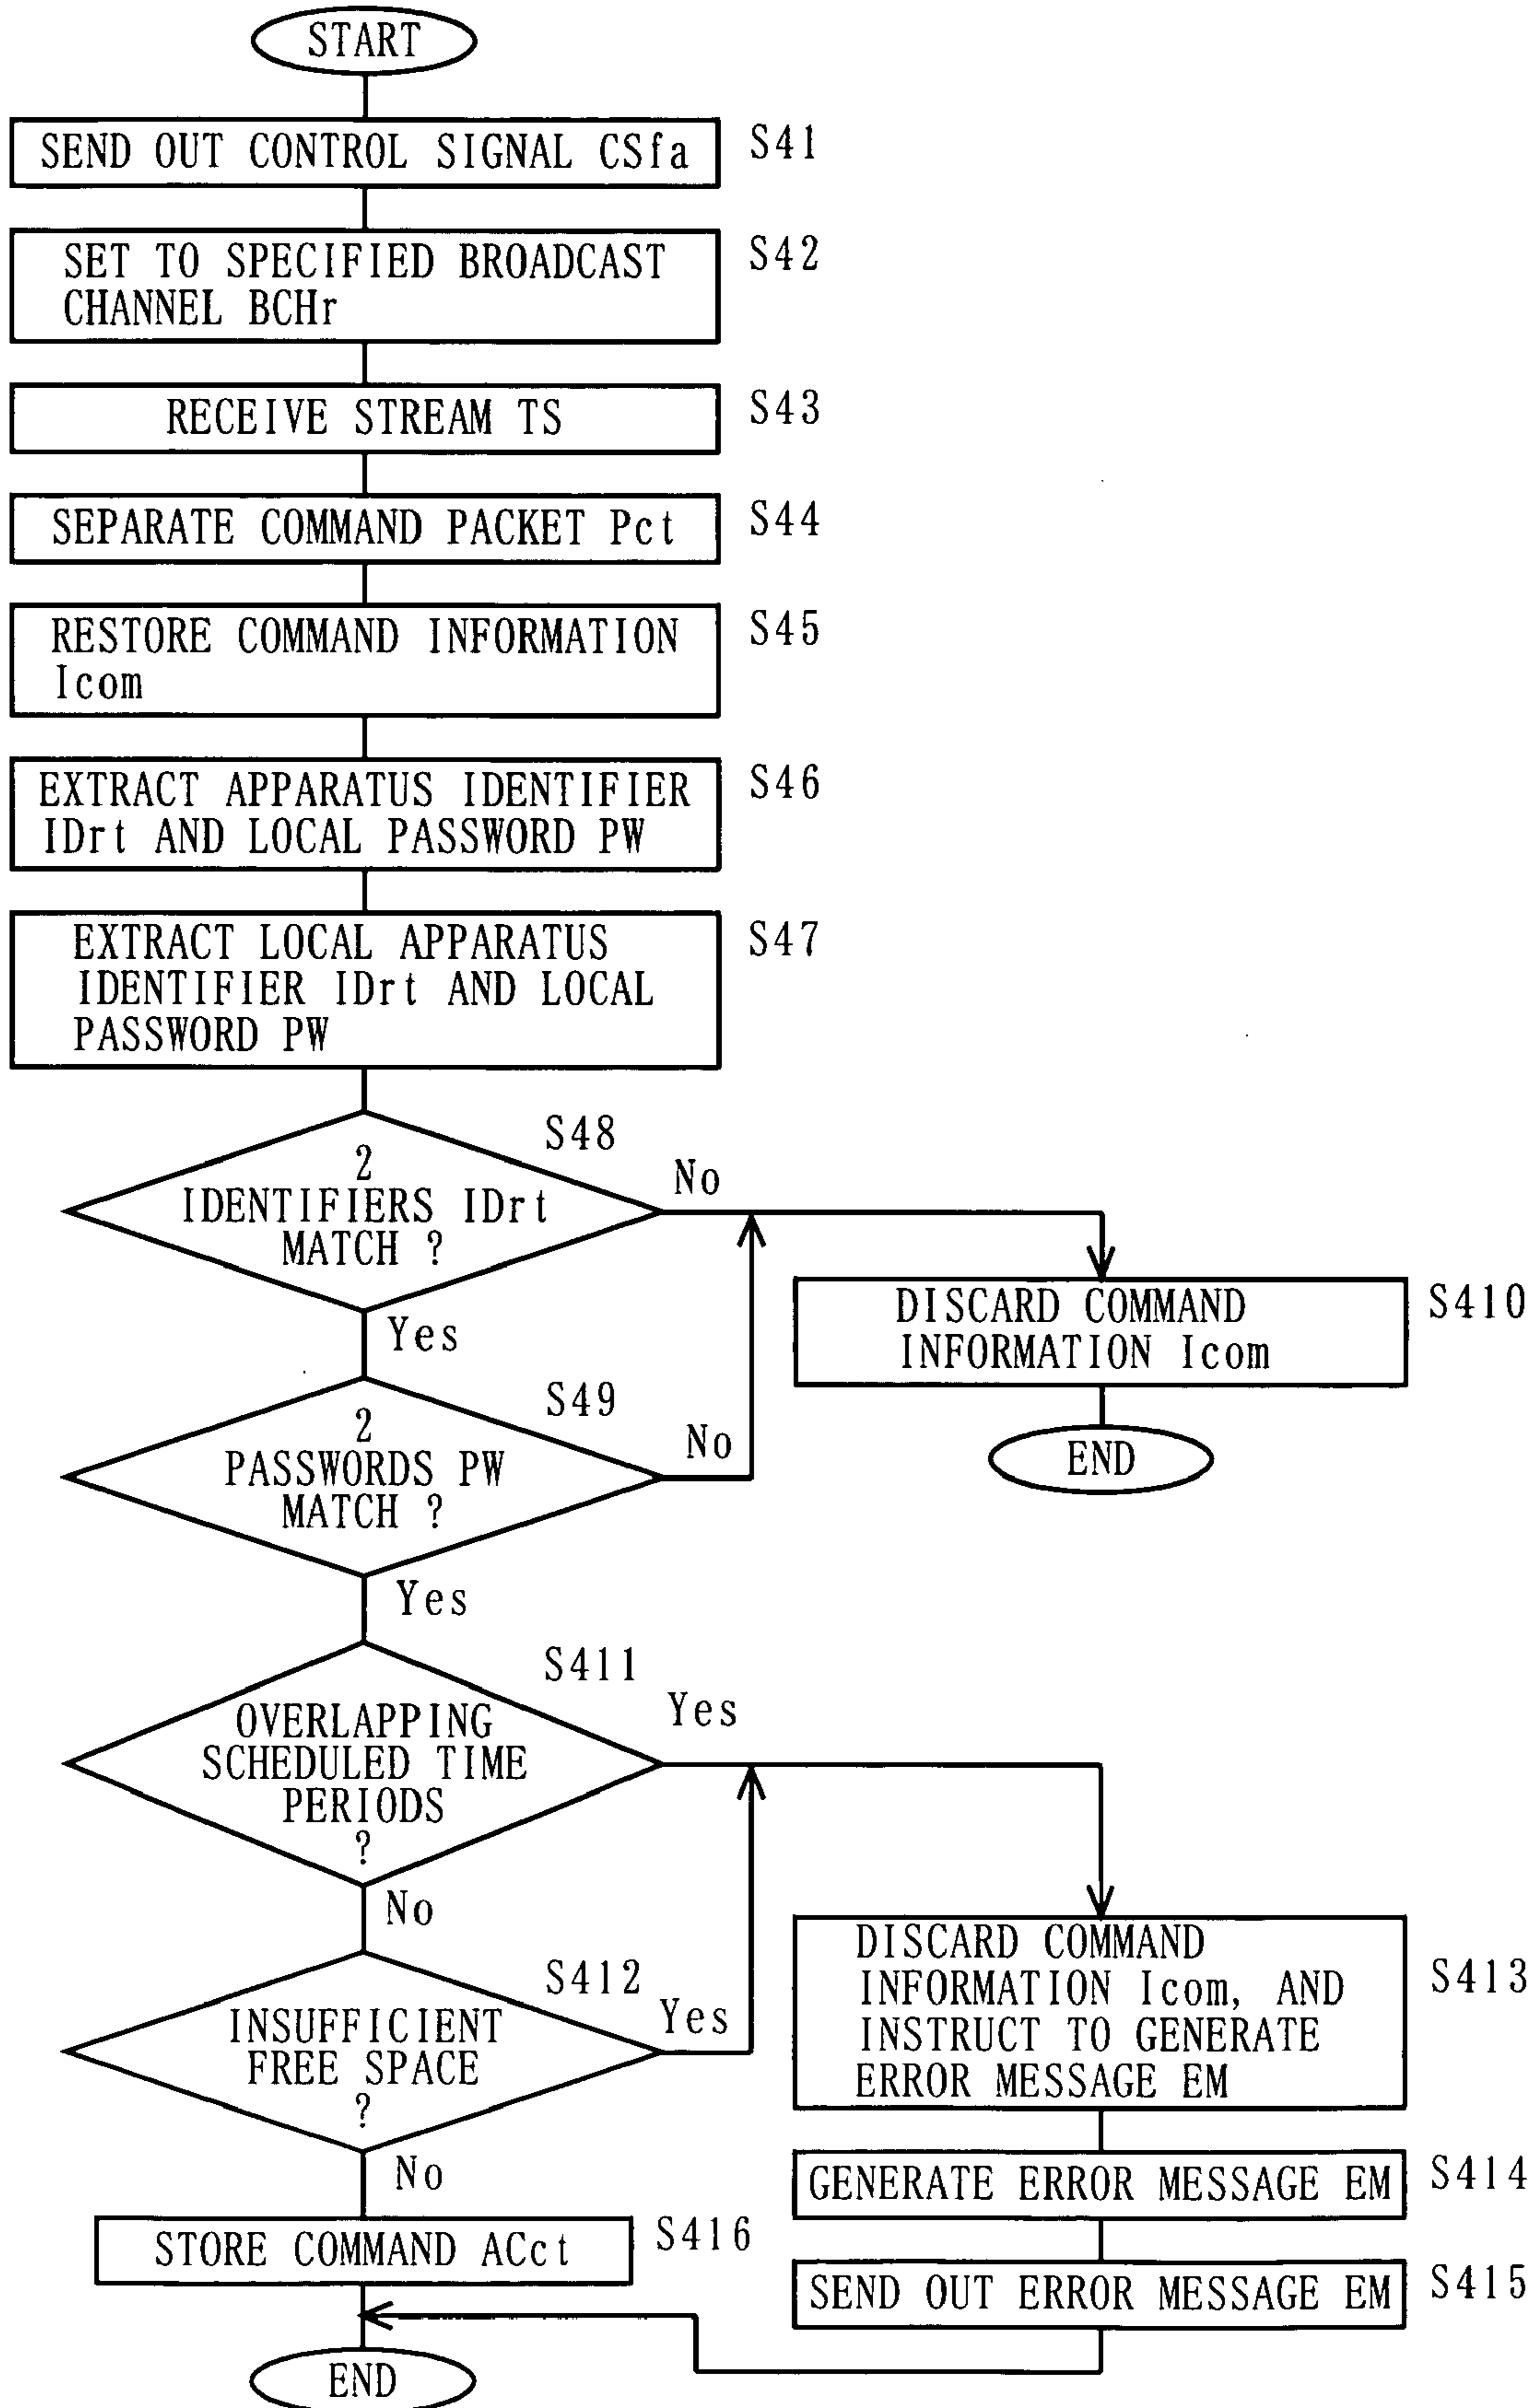 START
SEND OUT CONTROL SIGNAL CSfa
S41
SET TO SPECIFIED BROADCAST
CHANNEL BCHr
S42
RECEIVE STREAM TS
S43
SEPARATE COMMAND PACKET Pct
S44
RESTORE COMMAND INFORMATION
Icom
S45
EXTRACT APPARATUS IDENTIFIER
IDrt AND LOCAL PASSWORD PW
S46
EXTRACT LOCAL APPARATUS
IDENTIFIER IDrt AND LOCAL
PASSWORD PW
S47
S48
2
IDENTIFIERS IDrt
MATCH ?
No
Yes
DISCARD COMMAND
INFORMATION Icom
S410
END
S49
2
PASSWORDS PW
MATCH ?
No
Yes
S411
OVERLAPPING
SCHEDULED TIME
PERIODS
?
Yes
No
S412
INSUFFICIENT
FREE SPACE
?
Yes
No
DISCARD COMMAND
INFORMATION Icom, AND
INSTRUCT TO GENERATE
ERROR MESSAGE EM
S413
GENERATE ERROR MESSAGE EM
S414
STORE COMMAND ACct
S416
SEND OUT ERROR MESSAGE EM
S415
END